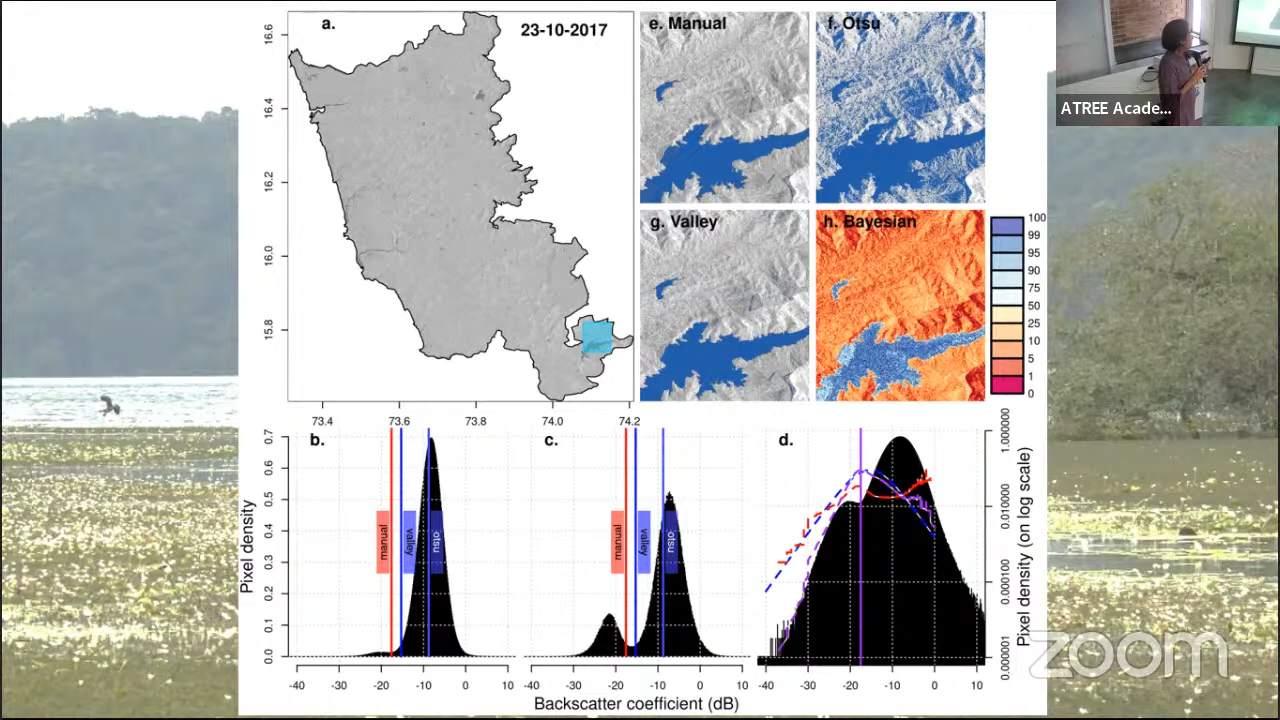 a.
23-10-2017
16.6
16.4
16.2
16.0
15.8
73.4
73.6
73.8
74.0
74.2
e. Manual
f. Otsu
g. Valley
h. Bayesian
100
99
95
90
75
50
25
10
5
1
0
ATREE Acade...
b.
Pixel density
0.7
0.6
0.5
0.4
0.3
0.2
0.1
0.0
manual
valley
otsu
-40
-30
-20
-10
0
10
c.
manual
valley
otsu
-40
-30
-20
-10
0
10
d.
-40
-30
-20
-10
0
10
1.000000
0.010000
0.000100
0.000001
Pixel density (on log scale)
Backscatter coefficient (dB)
zoom